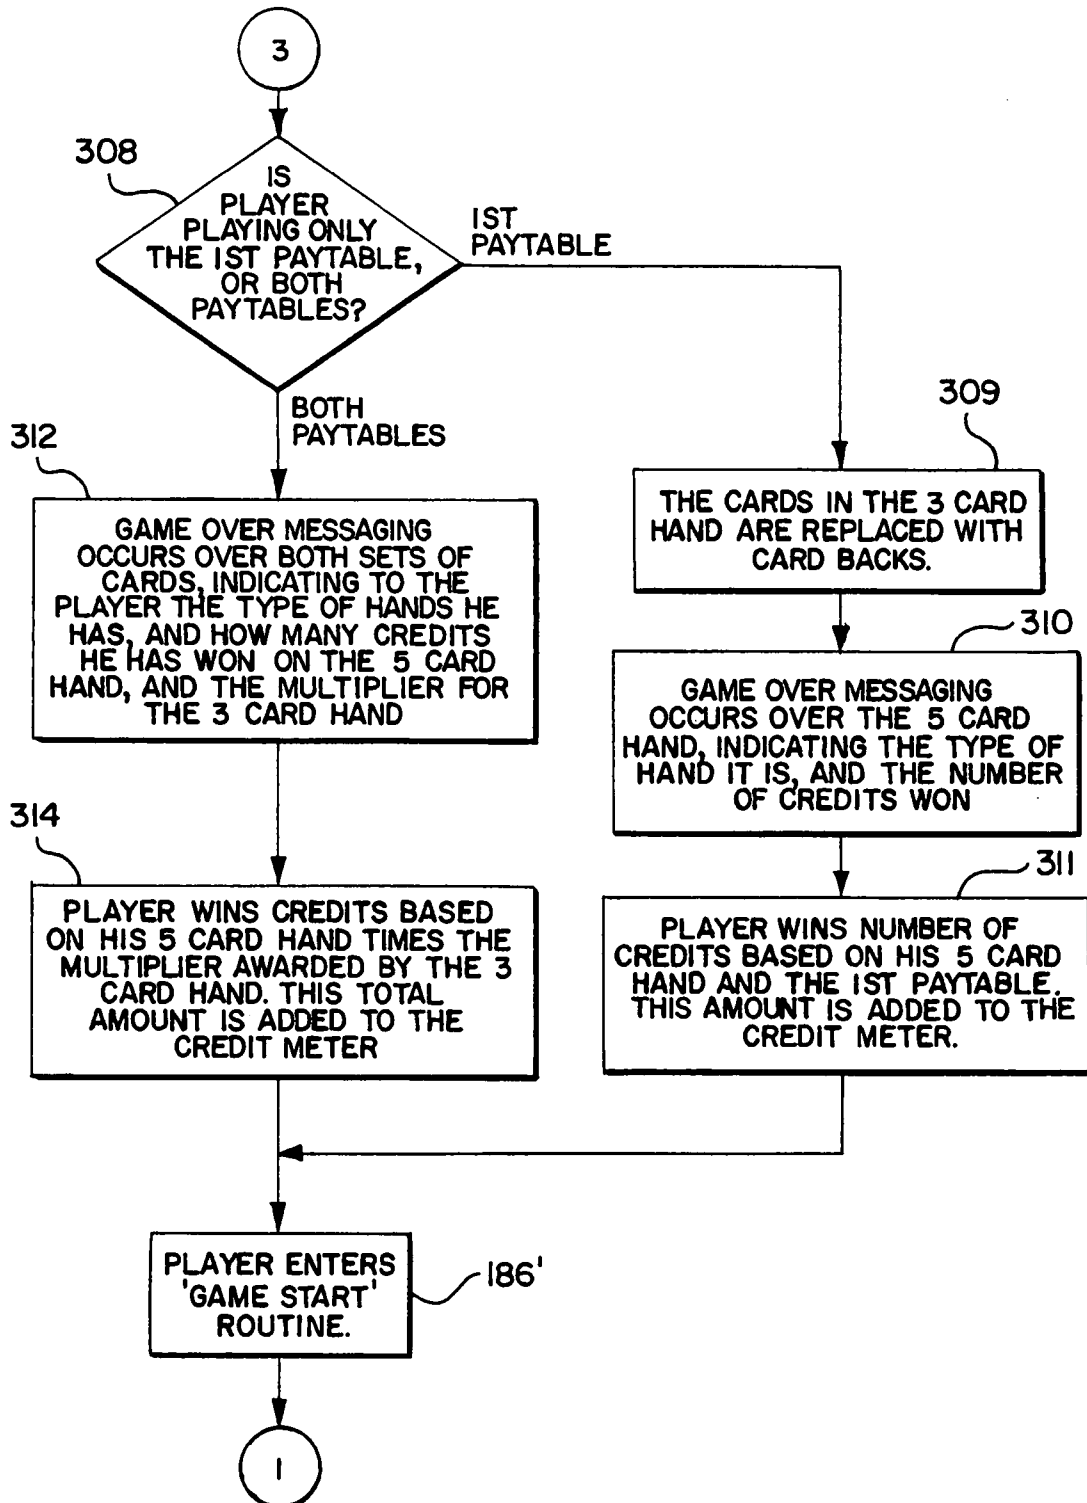 3
308
IS
PLAYER
PLAYING ONLY
THE 1ST PAYTABLE,
OR BOTH
PAYTABLES?
1ST
PAYTABLE
BOTH
PAYTABLES
309
THE CARDS IN THE 3 CARD
HAND ARE REPLACED WITH
CARD BACKS.
312
GAME OVER MESSAGING
OCCURS OVER BOTH SETS OF
CARDS, INDICATING TO THE
PLAYER THE TYPE OF HANDS HE
HAS, AND HOW MANY CREDITS
HE HAS WON ON THE 5 CARD
HAND, AND THE MULTIPLIER FOR
THE 3 CARD HAND
310
GAME OVER MESSAGING
OCCURS OVER THE 5 CARD
HAND, INDICATING THE TYPE OF
HAND IT IS, AND THE NUMBER
OF CREDITS WON
314
PLAYER WINS CREDITS BASED
ON HIS 5 CARD HAND TIMES THE
MULTIPLIER AWARDED BY THE 3
CARD HAND. THIS TOTAL
AMOUNT IS ADDED TO THE
CREDIT METER
311
PLAYER WINS NUMBER OF
CREDITS BASED ON HIS 5 CARD
HAND AND THE 1ST PAYTABLE.
THIS AMOUNT IS ADDED TO THE
CREDIT METER.
PLAYER ENTERS
'GAME START'
ROUTINE.
186'
1